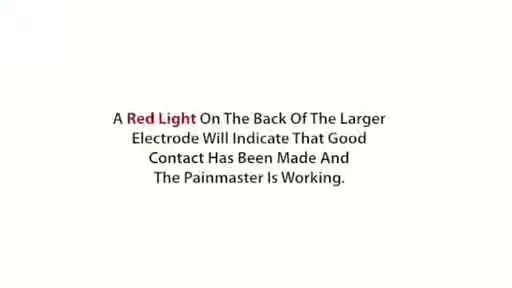 A Red Light On The Back Of The Larger
Electrode Will Indicate That Good
Contact Has Been Made And
The Painmaster Is Working.